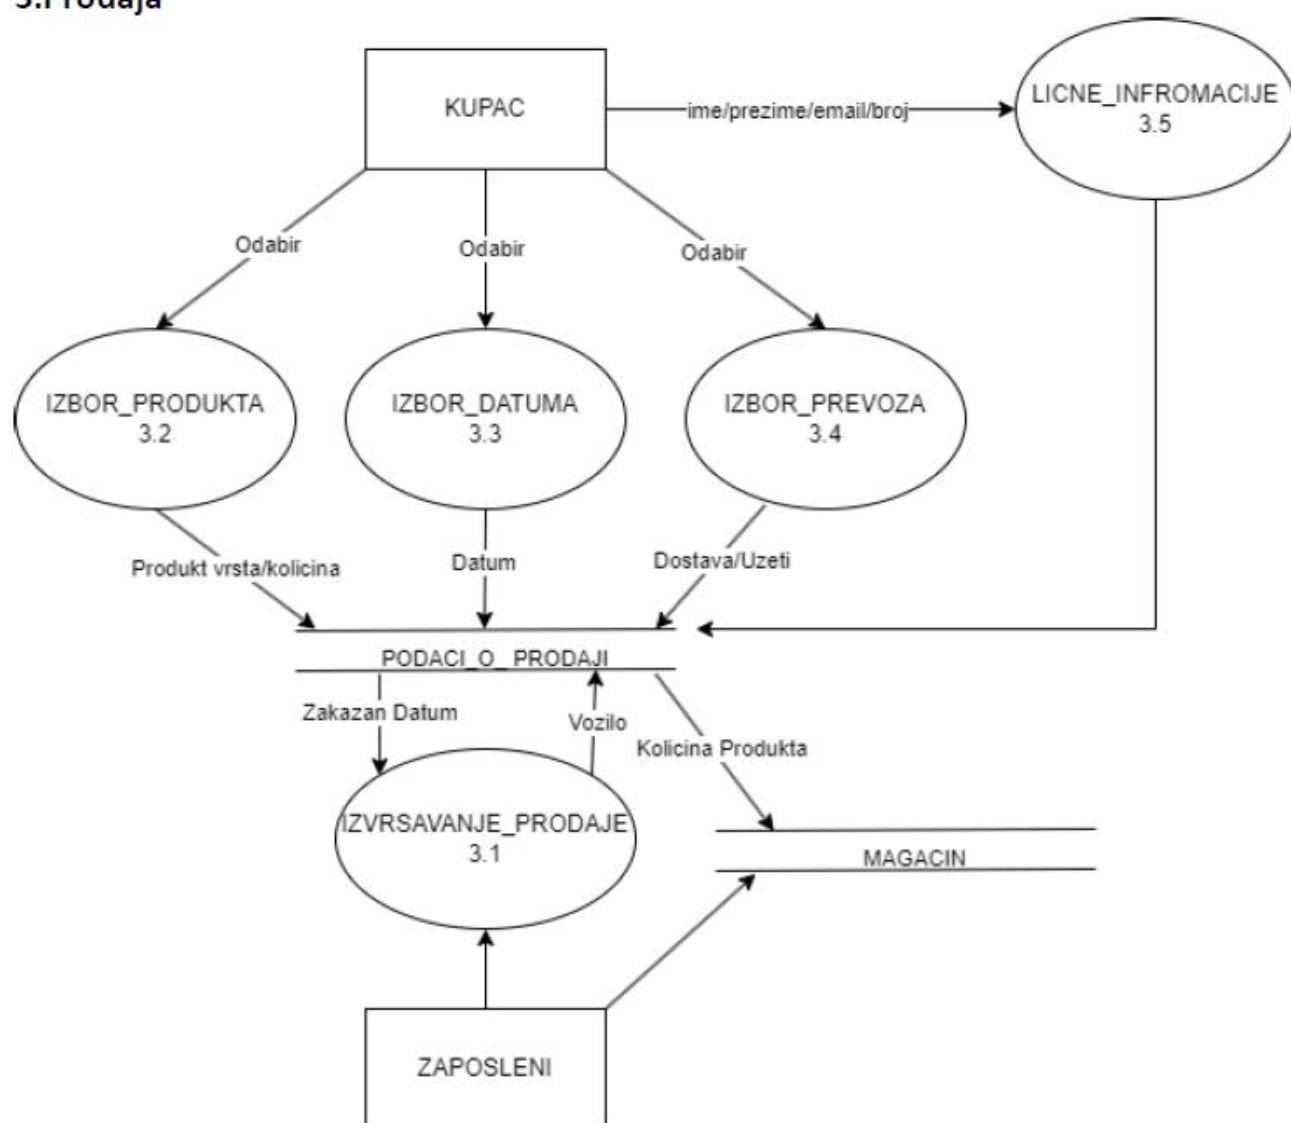 3.Prodaja
KUPAC
ime/prezime/email/broj
LICNE_INFROMACIJE
3.5
Odabir
Odabir
Odabir
IZBOR_PRODUKTA
3.2
IZBOR_DATUMA
3.3
IZBOR_PREVOZA
3.4
Produkt vrsta/kolicina
Datum
Dostava/Uzeti
PODACI_O_ PRODAJI
Zakazan Datum
Vozilo
Kolicina Produkta
IZVRSAVANJE_PRODAJE
3.1
MAGACIN
ZAPOSLENI